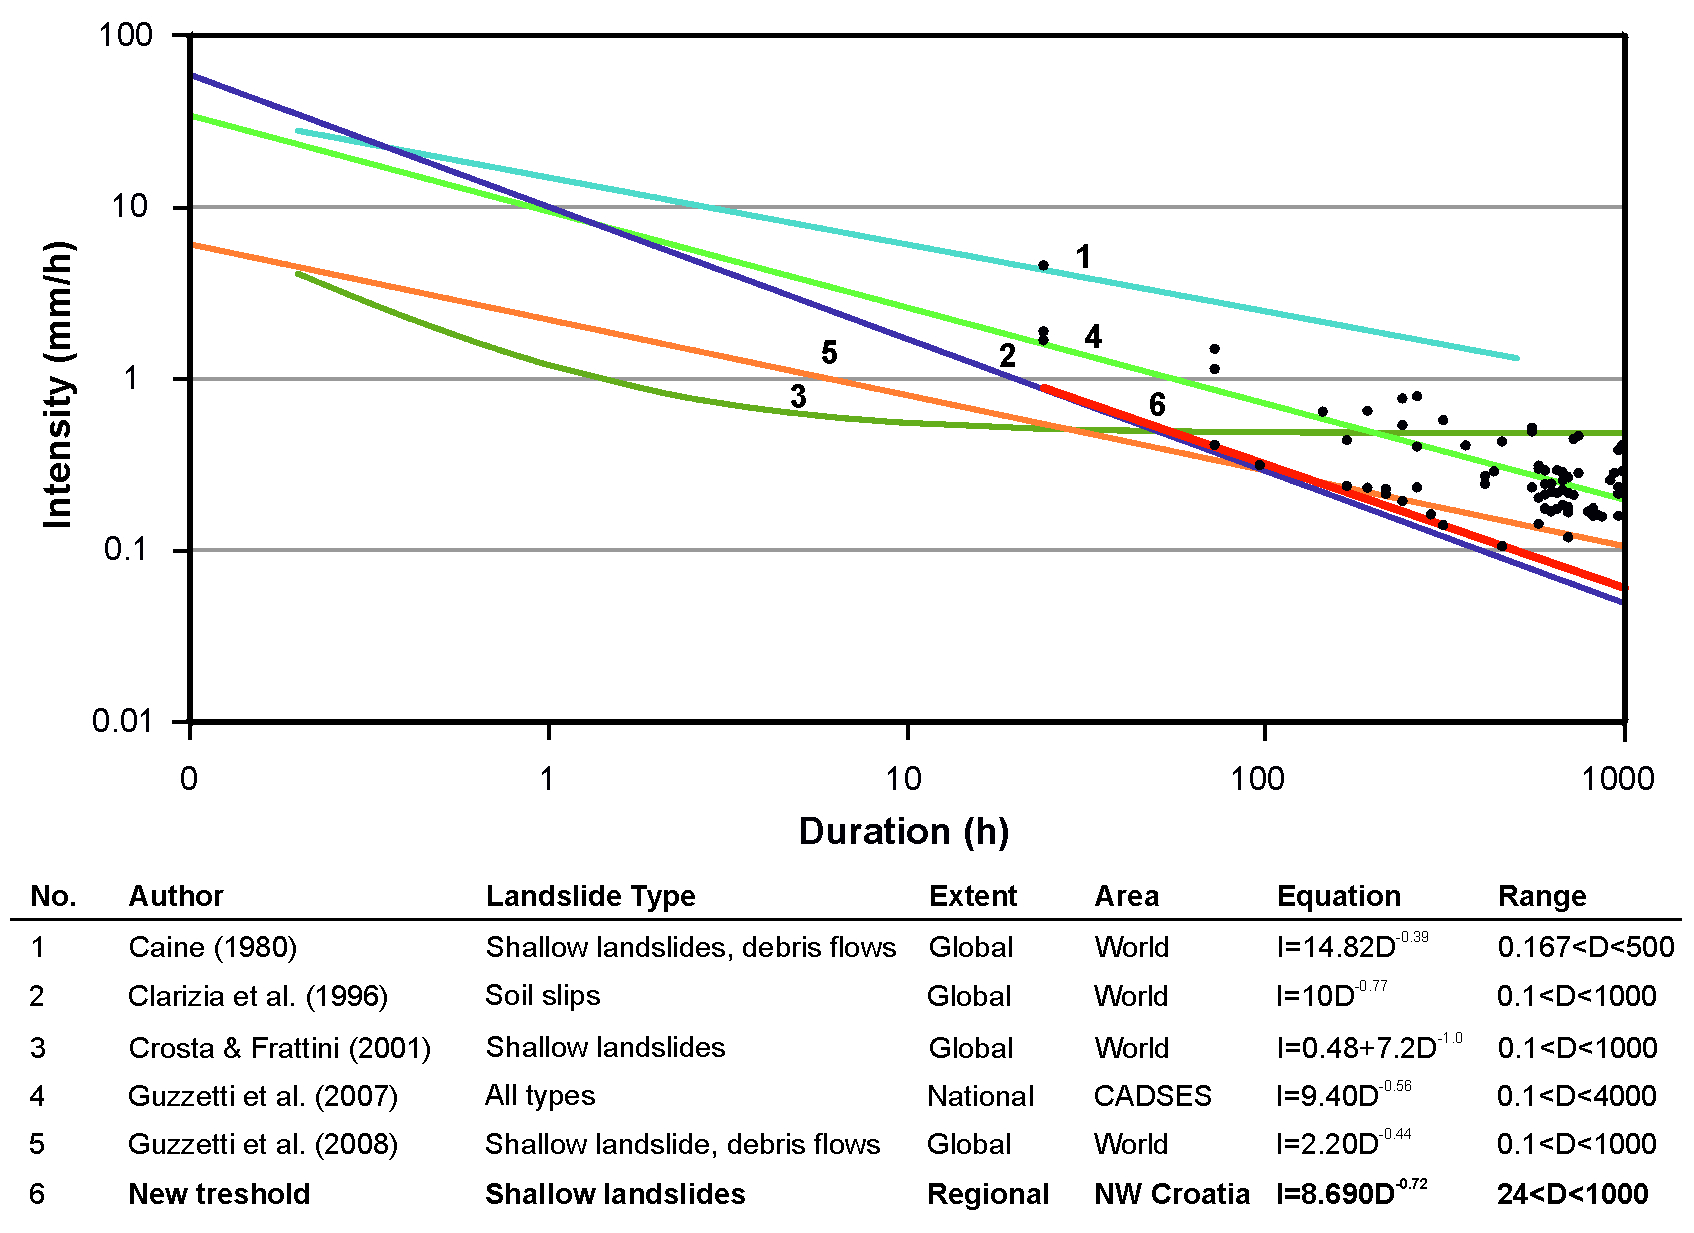 100
10
1
0.1
0.01
Intensity (mm/h)
1
4
5
2
3
6
0 1 10 100 1000
Duration (h)
No. Author Landslide Type Extent Area Equation Range
1 Caine (1980) Shallow landslides, debris flows Global World I=14.82D^-0.39 0.167<D<500
2 Clarizia et al. (1996) Soil slips Global World I=10D^-0.77 0.1<D<1000
3 Crosta & Frattini (2001) Shallow landslides Global World I=0.48+7.2D^-1.0 0.1<D<1000
4 Guzzetti et al. (2007) All types National CADSES I=9.40D^-0.56 0.1<D<4000
5 Guzzetti et al. (2008) Shallow landslide, debris flows Global World I=2.20D^-0.44 0.1<D<1000
6 New treshold Shallow landslides Regional NW Croatia I=8.690D^-0.72 24<D<1000